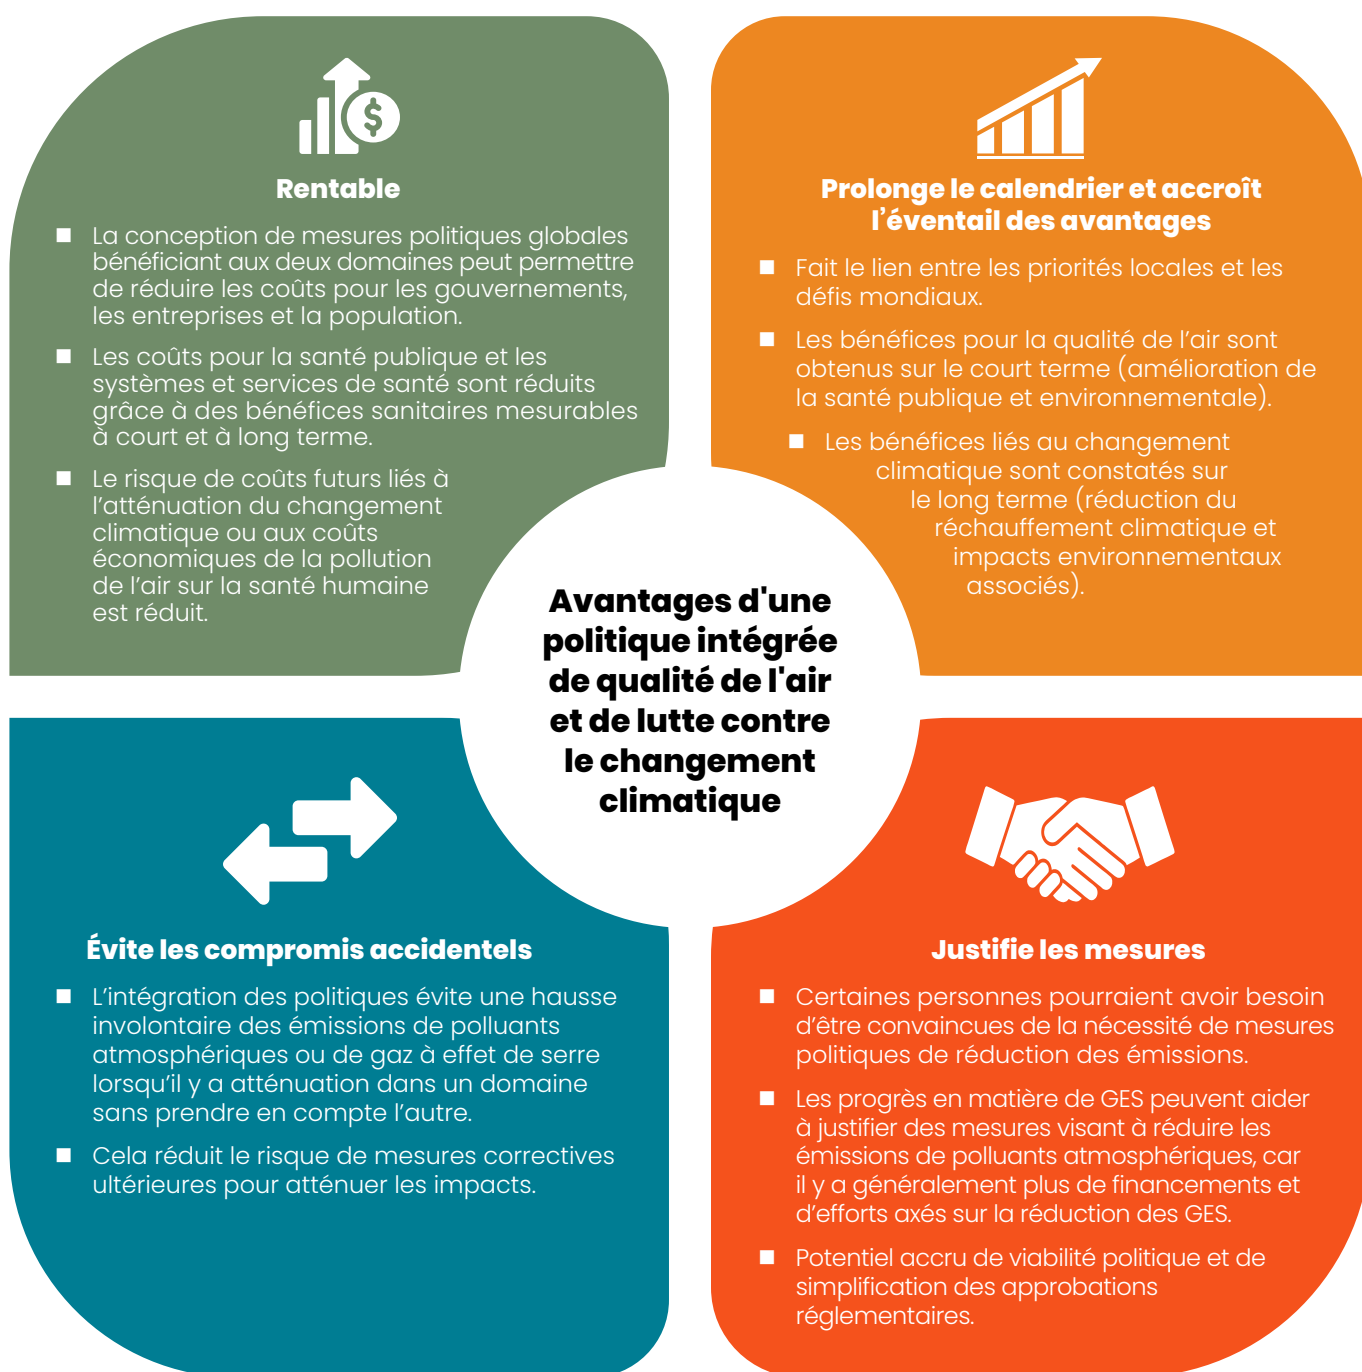 $
Rentable
La conception de mesures politiques globales
bénéficiant aux deux domaines peut permettre
de réduire les coûts pour les gouvernements,
les entreprises et la population.
Les coûts pour la santé publique et les
systèmes et services de santé sont réduits
grâce à des bénéfices sanitaires mesurables
à court et à long terme.
Le risque de coûts futurs liés à
l’atténuation du changement
climatique ou aux coûts
économiques de la pollution
de l’air sur la santé humaine
est réduit.
Prolonge le calendrier et accroît
l’éventail des avantages
Fait le lien entre les priorités locales et les
défis mondiaux.
Les bénéfices pour la qualité de l’air sont
obtenus sur le court terme (amélioration de
la santé publique et environnementale).
Les bénéfices liés au changement
climatique sont constatés sur
le long terme (réduction du
réchauffement climatique et
impacts environnementaux
associés).
Avantages d'une
politique intégrée
de qualité de l'air
et de lutte contre
le changement
climatique
Évite les compromis accidentels
L’intégration des politiques évite une hausse
involontaire des émissions de polluants
atmosphériques ou de gaz à effet de serre
lorsqu’il y a atténuation dans un domaine
sans prendre en compte l’autre.
Cela réduit le risque de mesures correctives
ultérieures pour atténuer les impacts.
Justifie les mesures
Certaines personnes pourraient avoir besoin
d’être convaincues de la nécessité de mesures
politiques de réduction des émissions.
Les progrès en matière de GES peuvent aider
à justifier des mesures visant à réduire les
émissions de polluants atmosphériques, car
il y a généralement plus de financements et
d’efforts axés sur la réduction des GES.
Potentiel accru de viabilité politique et de
simplification des approbations
réglementaires.